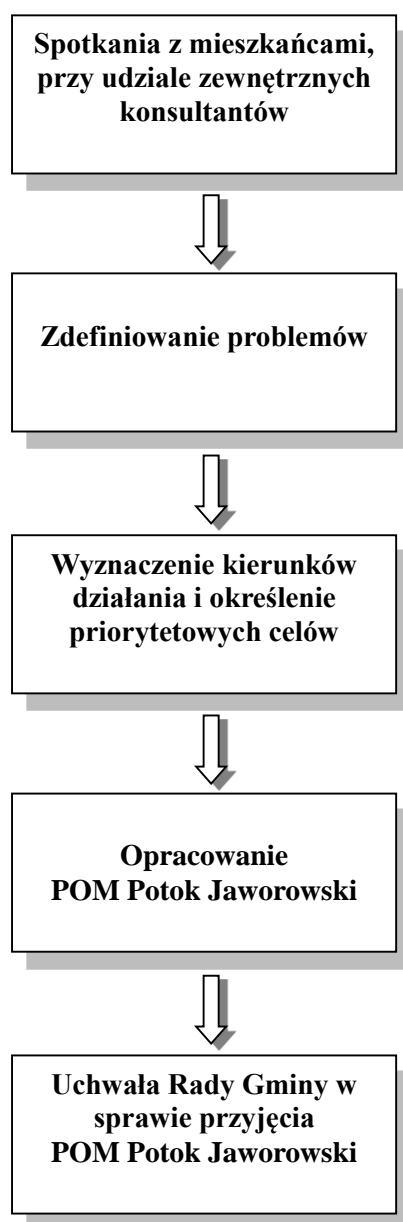 Spotkania z mieszkańcami,
przy udziale zewnętrznych
konsultantów
Zdefiniowanie problemów
Wyznaczenie kierunków
działania i określenie
priorytetowych celów
Opracowanie
POM Potok Jaworowski
Uchwała Rady Gminy w
sprawie przyjęcia
POM Potok Jaworowski